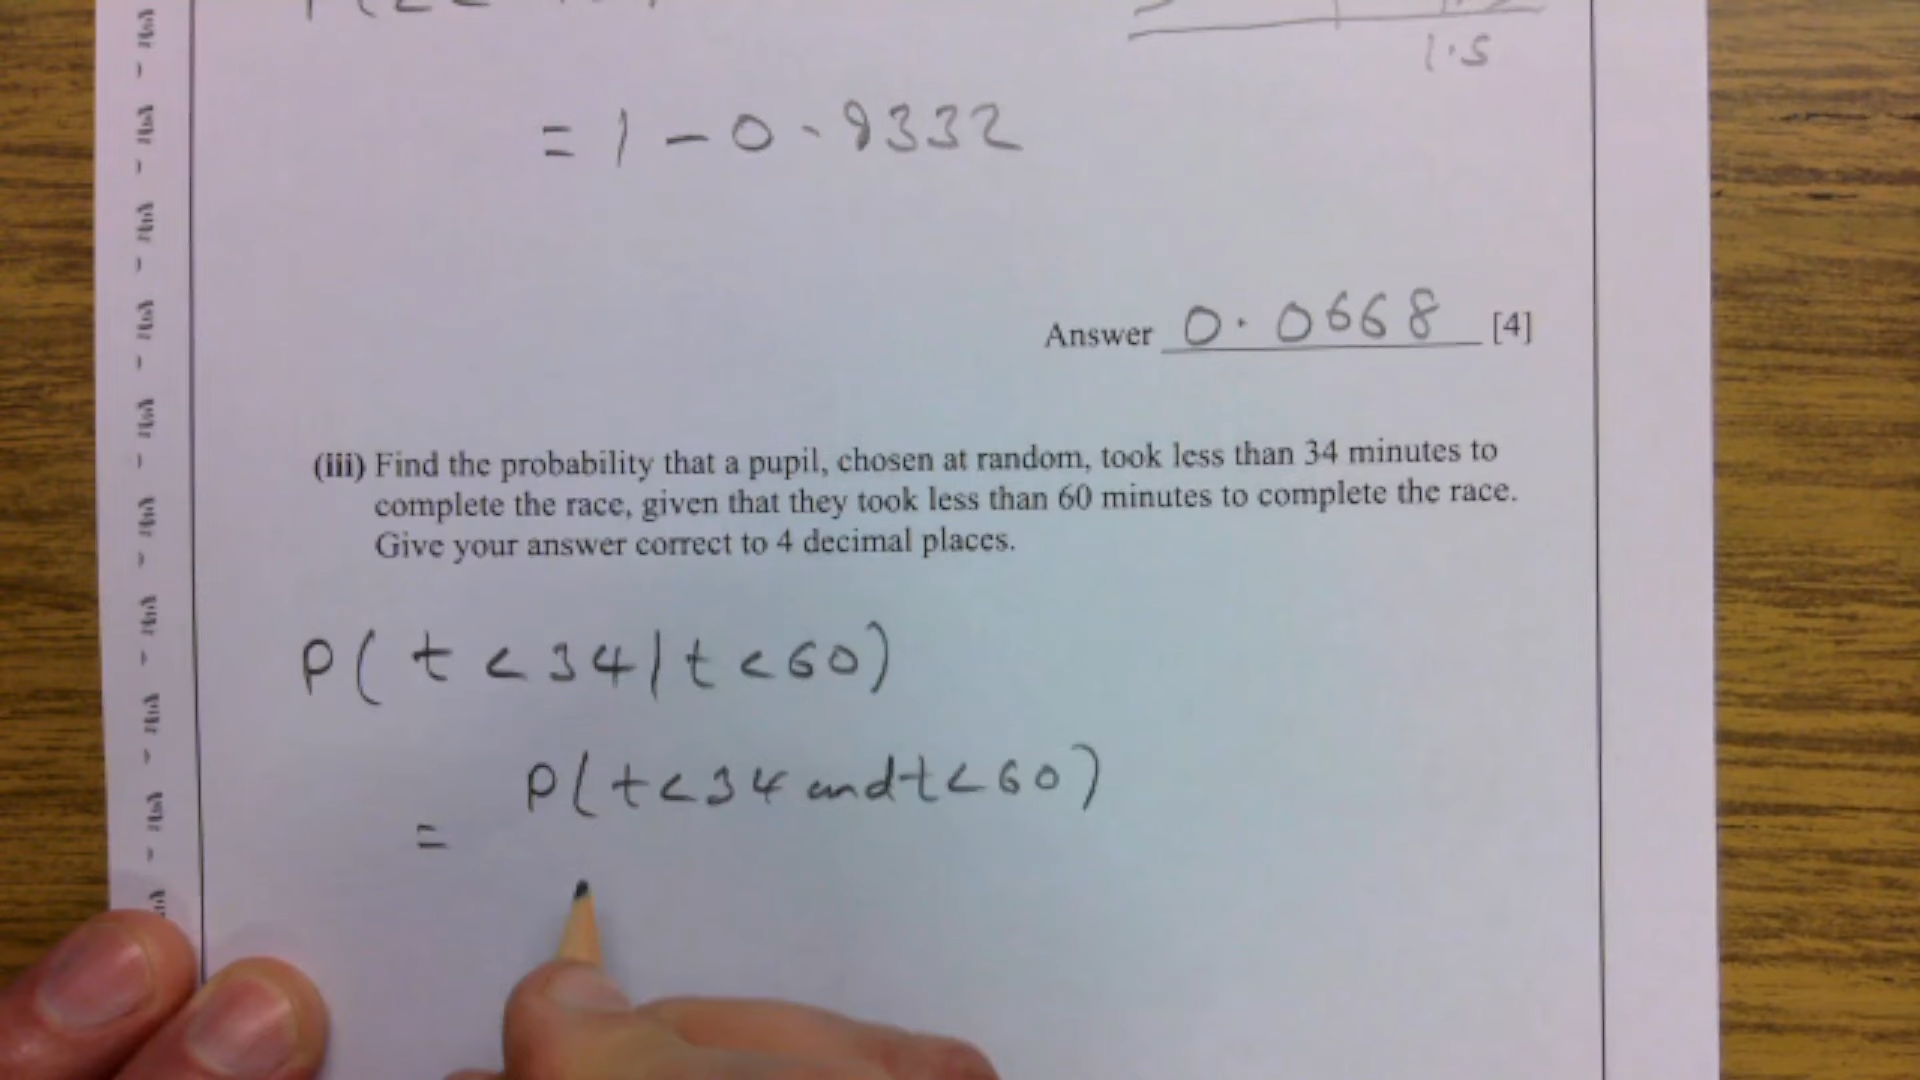 1.5
= 1 - 0.9332
Answer 0.0668 [4]
(iii) Find the probability that a pupil, chosen at random, took less than 34 minutes to
complete the race, given that they took less than 60 minutes to complete the race.
Give your answer correct to 4 decimal places.
P( t < 34 | t < 60 )
P( t < 34 and t < 60 )
=